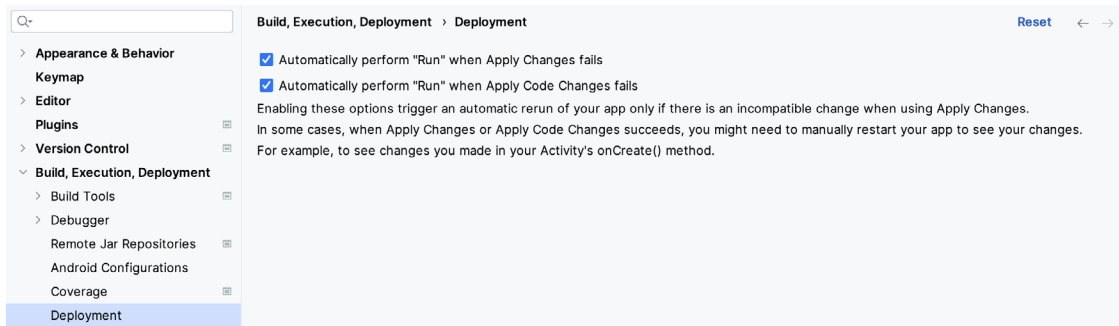 Build, Execution, Deployment › Deployment
Reset
Appearance & Behavior
Keymap
Editor
Plugins
Version Control
Build, Execution, Deployment
Build Tools
Debugger
Remote Jar Repositories
Android Configurations
Coverage
Deployment
Automatically perform "Run" when Apply Changes fails
Automatically perform "Run" when Apply Code Changes fails
Enabling these options trigger an automatic rerun of your app only if there is an incompatible change when using Apply Changes.
In some cases, when Apply Changes or Apply Code Changes succeeds, you might need to manually restart your app to see your changes.
For example, to see changes you made in your Activity's onCreate() method.